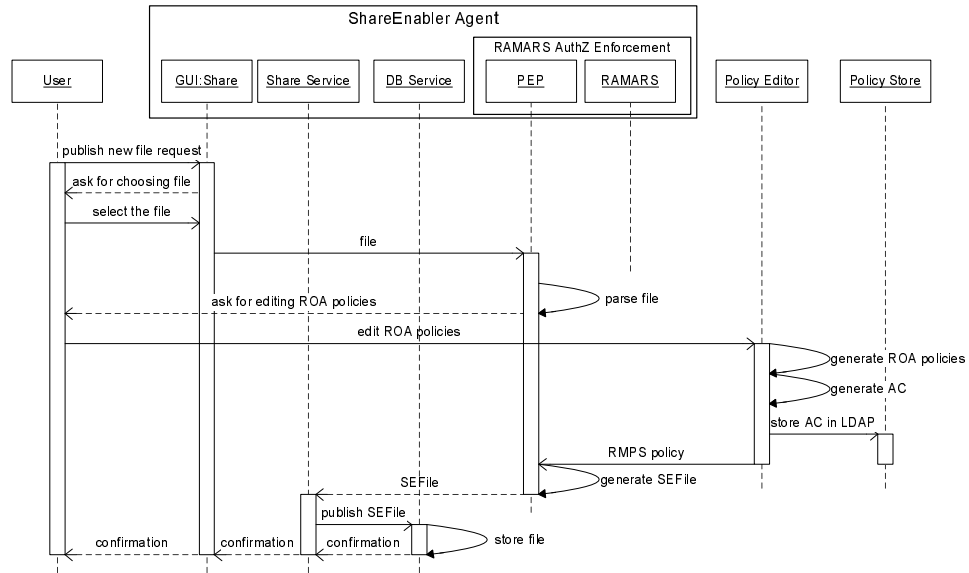 ShareEnabler Agent
RAMARS AuthZ Enforcement
User
GUI:Share
Share Service
DB Service
PEP
RAMARS
Policy Editor
Policy Store
publish new file request
ask for choosing file
select the file
file
parse file
ask for editing ROA policies
edit ROA policies
generate ROA policies
generate AC
store AC in LDAP
RMPS policy
generate SEFile
SEFile
publish SEFile
store file
confirmation
confirmation
confirmation